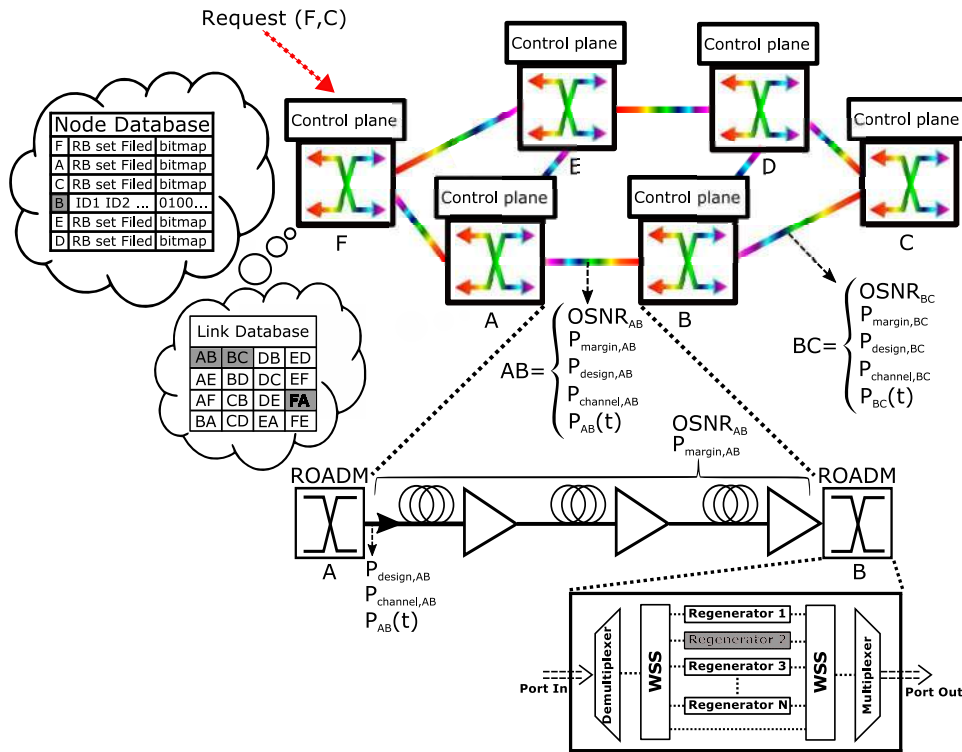 Request (F,C)
Control plane
Control plane
Control plane
Control plane
Control plane
Control plane
E
D
F
C
A
B
Node Database
F RB set Filed bitmap
A RB set Filed bitmap
C RB set Filed bitmap
B ID1 ID2 ... 0100...
E RB set Filed bitmap
D RB set Filed bitmap
Link Database
AB BC DB ED
AE BD DC EF
AF CB DE FA
BA CD EA FE
AB=
OSNR_AB
P_margin,AB
P_design,AB
P_channel,AB
P_AB(t)
BC=
OSNR_BC
P_margin,BC
P_design,BC
P_channel,BC
P_BC(t)
OSNR_AB
P_margin,AB
ROADM
A
ROADM
B
P_design,AB
P_channel,AB
P_AB(t)
Port In
Demultiplexer
WSS
Regenerator 1
Regenerator 2
Regenerator 3
Regenerator N
WSS
Multiplexer
Port Out